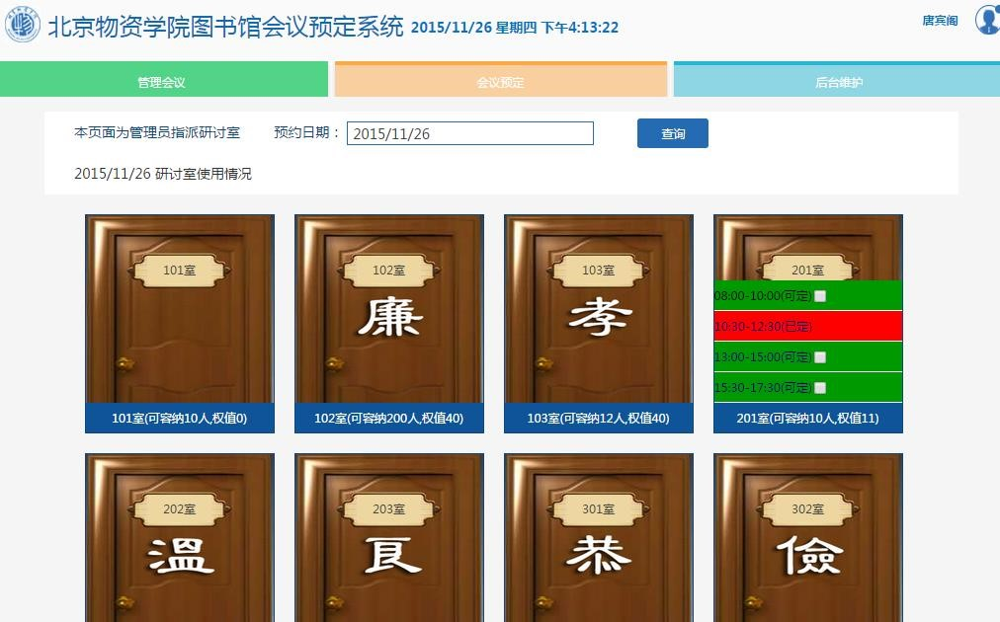 北京物资学院图书馆会议预定系统 2015/11/26 星期四 下午4:13:22
唐宾阁
管理会议 会议预定 后台维护
本页面为管理员指派研讨室 预约日期： 2015/11/26 查询
2015/11/26 研讨室使用情况
101室 102室 103室 201室
廉 孝
08:00-10:00(可定)
10:30-12:30(已定)
13:00-15:00(可定)
15:30-17:30(可定)
101室(可容纳10人,权值0) 102室(可容纳200人,权值40) 103室(可容纳12人,权值40) 201室(可容纳10人,权值11)
202室 203室 301室 302室
溫 良 恭 儉